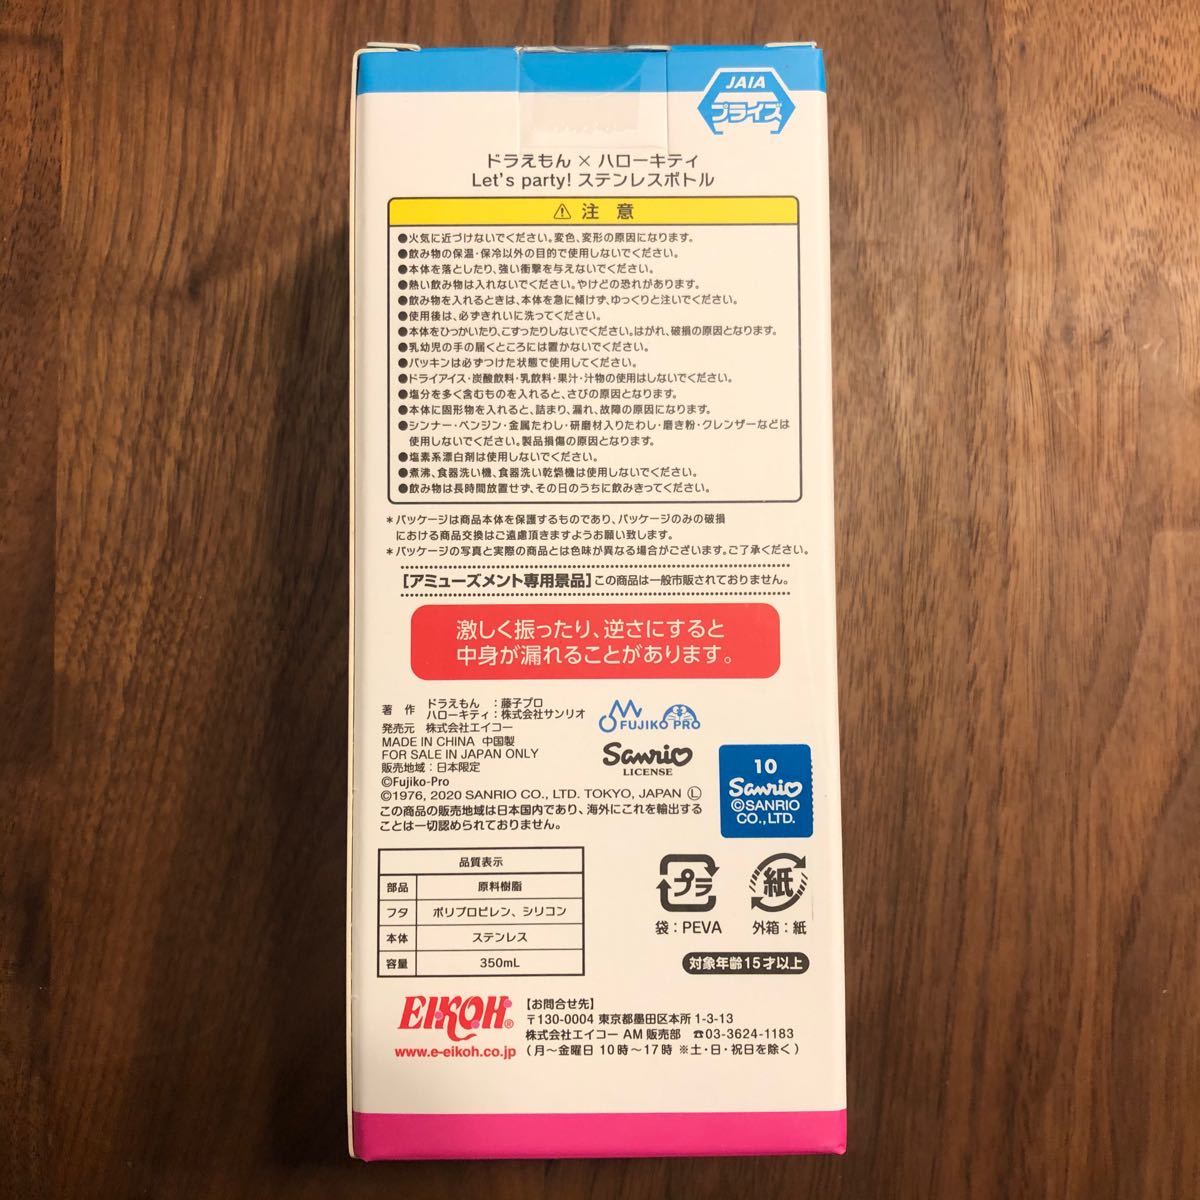 JAIA
プライズ
ドラえもん × ハローキティ
Let's party! ステンレスボトル
⚠ 注 意
●火気に近づけないでください。変色、変形の原因になります。
●飲み物の保温・保冷以外の目的で使用しないでください。
●本体を落としたり、強い衝撃を与えないでください。
●熱い飲み物は入れないでください。やけどの恐れがあります。
●飲み物を入れるときは、本体を急に傾けず、ゆっくりと注いでください。
●使用後は、必ずきれいに洗ってください。
●本体をひっかいたり、こすったりしないでください。はがれ、破損の原因となります。
●乳幼児の手の届くところには置かないでください。
●パッキンは必ずつけた状態で使用してください。
●ドライアイス・炭酸飲料・乳飲料・果汁・汁物の使用はしないでください。
●塩分を多く含むものを入れると、さびの原因となります。
●本体に固形物を入れると、詰まり、漏れ、故障の原因になります。
●シンナー・ベンジン・金属たわし・研磨材入りたわし・磨き粉・クレンザーなどは
使用しないでください。製品損傷の原因となります。
●塩素系漂白剤は使用しないでください。
●煮沸、食器洗い機、食器洗い乾燥機は使用しないでください。
●飲み物は長時間放置せず、その日のうちに飲みきってください。
＊パッケージは商品本体を保護するものであり、パッケージのみの破損
における商品交換はご遠慮頂きますようお願い致します。
＊パッケージの写真と実際の商品とは色味が異なる場合がございます。ご了承ください。
[アミューズメント専用景品]この商品は一般市販されておりません。
激しく振ったり、逆さにすると
中身が漏れることがあります。
著 作 ドラえもん ：藤子プロ
ハローキティ：株式会社サンリオ
発売元 株式会社エイコー
MADE IN CHINA 中国製
FOR SALE IN JAPAN ONLY
販売地域：日本限定
©Fujiko-Pro
©1976, 2020 SANRIO CO., LTD. TOKYO, JAPAN Ⓛ
この商品の販売地域は日本国内であり、海外にこれを輸出する
ことは一切認められておりません。
FUJIKO PRO
Sanrio
LICENSE
10
Sanrio
©SANRIO
CO.,LTD.
品質表示
部品 原料樹脂
フタ ポリプロピレン、シリコン
本体 ステンレス
容量 350mL
プラ
袋：PEVA
紙
外箱：紙
対象年齢15才以上
EIKOH®
www.e-eikoh.co.jp
【お問合せ先】
〒130-0004 東京都墨田区本所1-3-13
株式会社エイコー AM販売部 ☎03-3624-1183
（月～金曜日 10時～17時 ※土・日・祝日を除く）